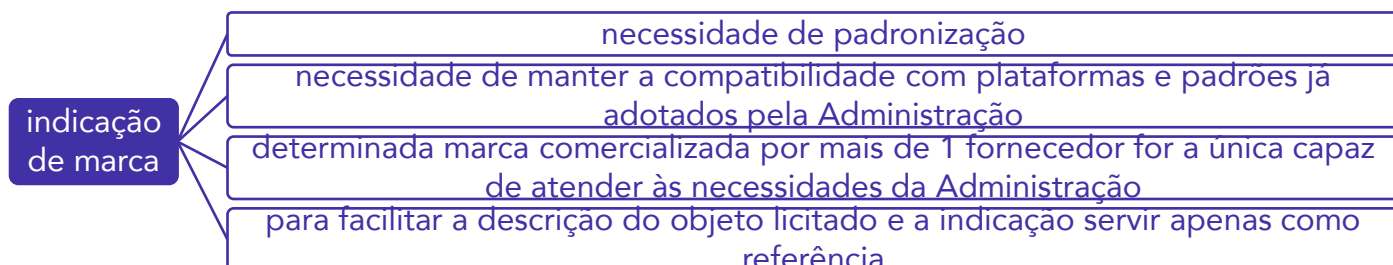 indicação
de marca
necessidade de padronização
necessidade de manter a compatibilidade com plataformas e padrões já
adotados pela Administração
determinada marca comercializada por mais de 1 fornecedor for a única capaz
de atender às necessidades da Administração
para facilitar a descrição do objeto licitado e a indicação servir apenas como
referência